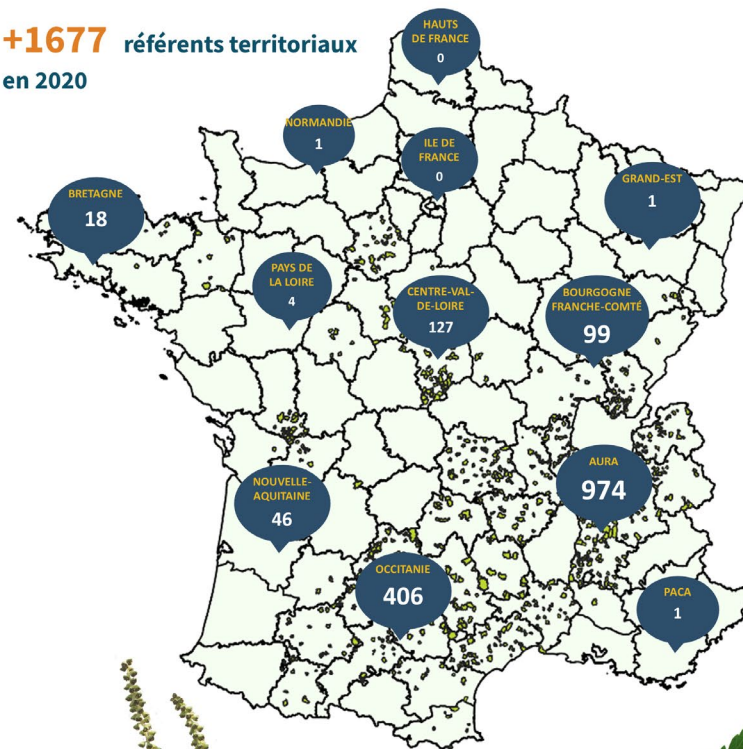 +1677 référents territoriaux
en 2020
HAUTS
DE FRANCE
0
NORMANDIE
1
ILE DE
FRANCE
0
GRAND-EST
1
BRETAGNE
18
PAYS DE
LA LOIRE
4
CENTRE-VAL-
DE-LOIRE
127
BOURGOGNE
FRANCHE-COMTÉ
99
AURA
974
NOUVELLE-
AQUITAINE
46
OCCITANIE
406
PACA
1